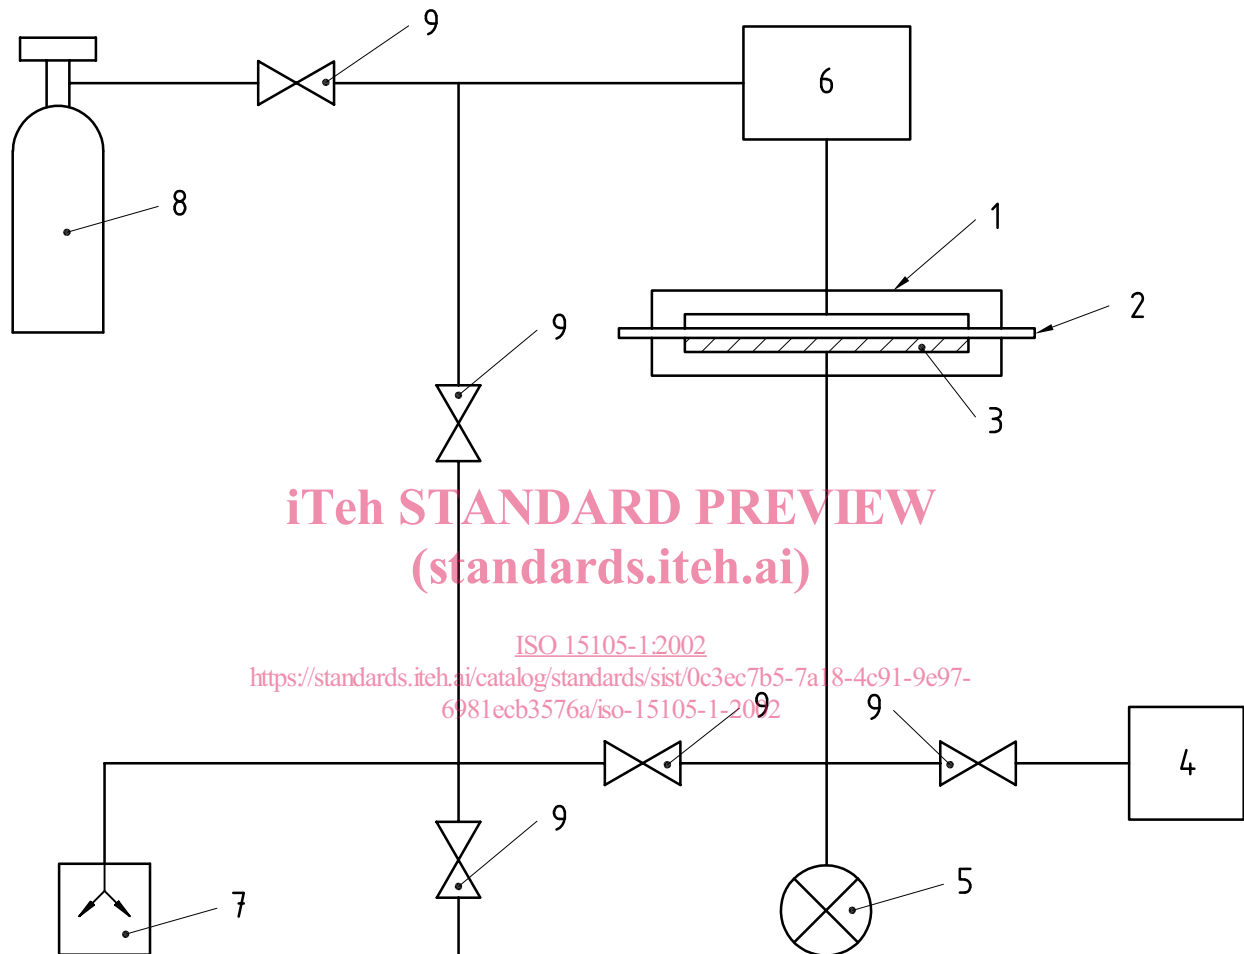 9
6
8
1
2
9
3
iTeh STANDARD PREVIEW
(standards.iteh.ai)
ISO 15105-1:2002
https://standards.iteh.ai/catalog/standards/sist/0c3ec7b5-7a18-4c91-9e97-
6981ecb3576a/iso-15105-1-2002
9
9
4
9
5
7